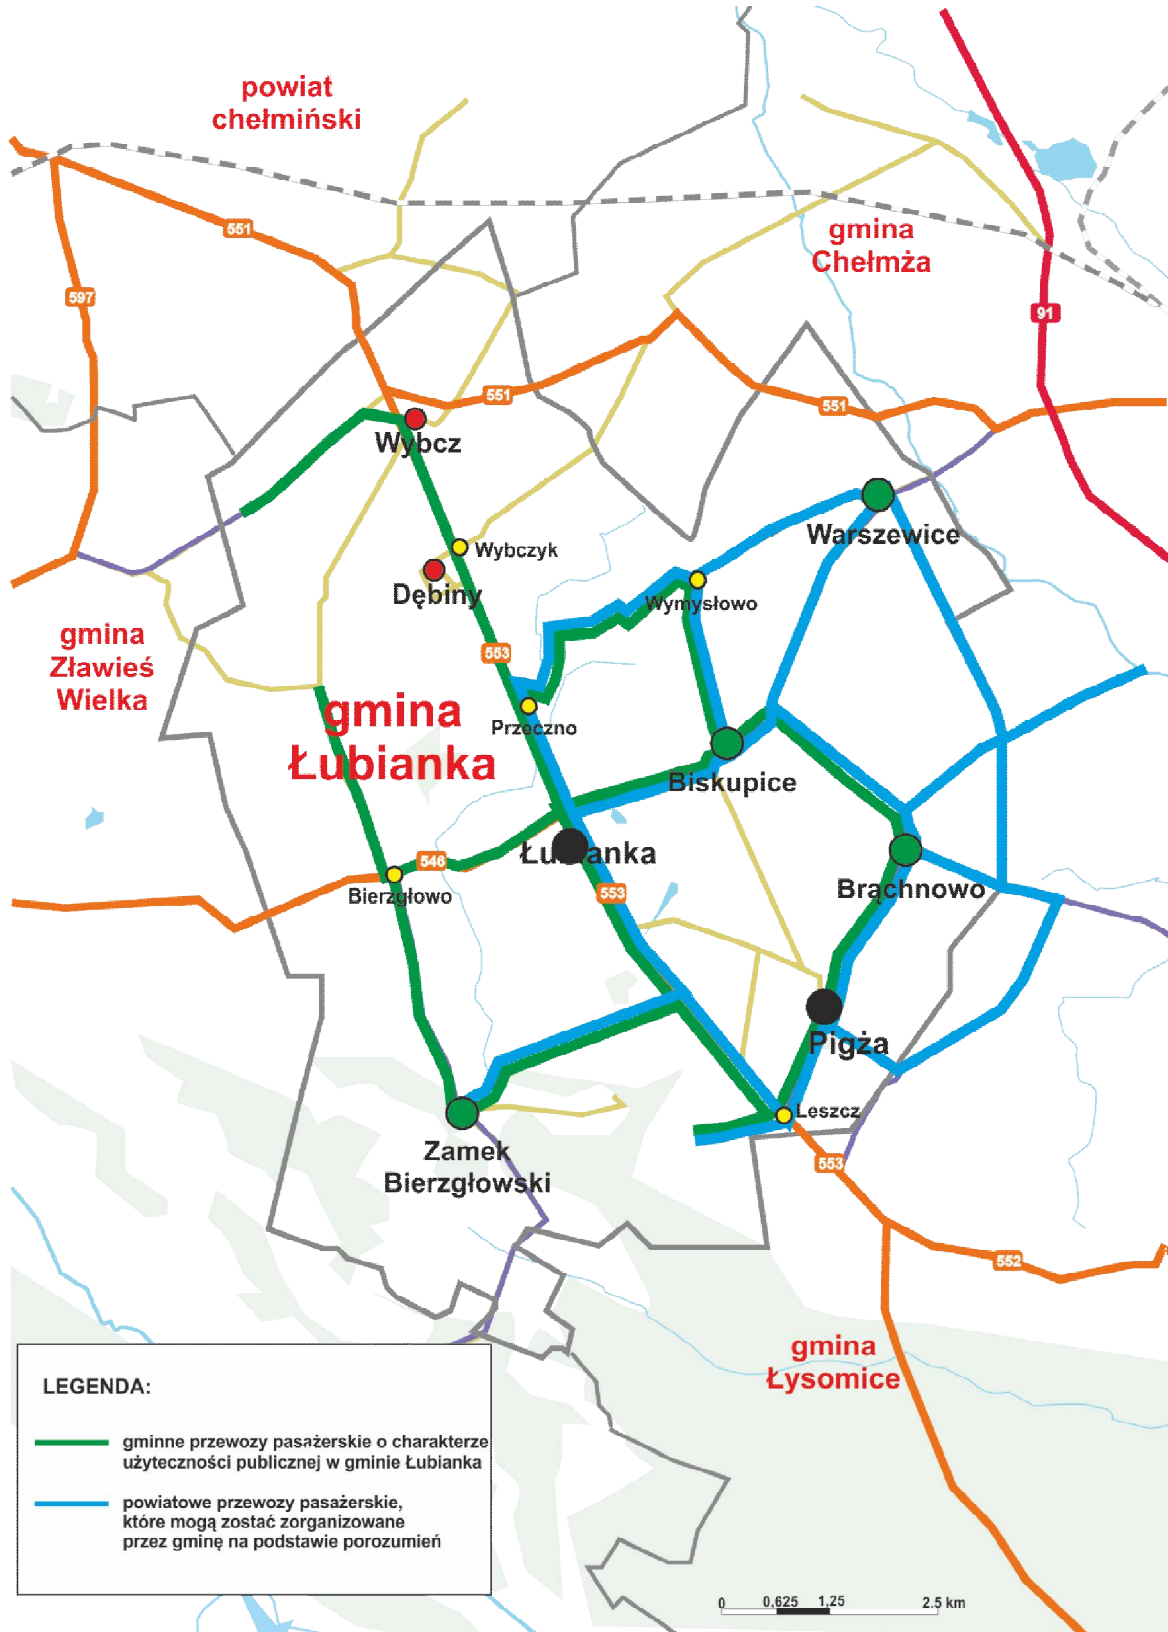 powiat
chełmiński
551
gmina
Chełmża
597
91
551
551
Wybcz
Warszewice
Wybczyk
Dębiny
Wymysłowo
gmina
Zławieś
Wielka
553
gmina
Łubianka
Przeczno
Biskupice
546
Łubianka
553
Bierzgłowo
Brąchnowo
Pigża
Leszcz
Zamek
Bierzgłowski
553
552
gmina
Łysomice
LEGENDA:
gminne przewozy pasażerskie o charakterze
użyteczności publicznej w gminie Łubianka
powiatowe przewozy pasażerskie,
które mogą zostać zorganizowane
przez gminę na podstawie porozumień
0 0,625 1,25 2.5 km